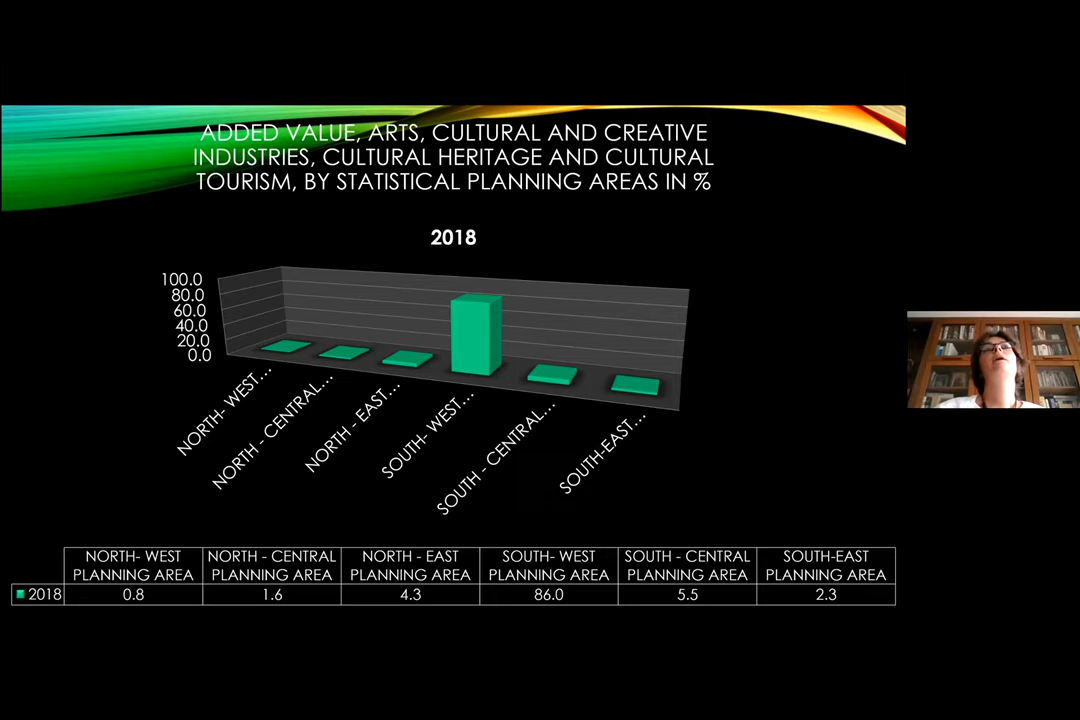 ADDED VALUE, ARTS, CULTURAL AND CREATIVE
INDUSTRIES, CULTURAL HERITAGE AND CULTURAL
TOURISM, BY STATISTICAL PLANNING AREAS IN %
2018
100.0
80.0
60.0
40.0
20.0
0.0
NORTH- WEST...
NORTH - CENTRAL...
NORTH - EAST...
SOUTH- WEST...
SOUTH - CENTRAL...
SOUTH-EAST...
NORTH- WEST PLANNING AREA
NORTH - CENTRAL PLANNING AREA
NORTH - EAST PLANNING AREA
SOUTH- WEST PLANNING AREA
SOUTH - CENTRAL PLANNING AREA
SOUTH-EAST PLANNING AREA
2018 0.8 1.6 4.3 86.0 5.5 2.3